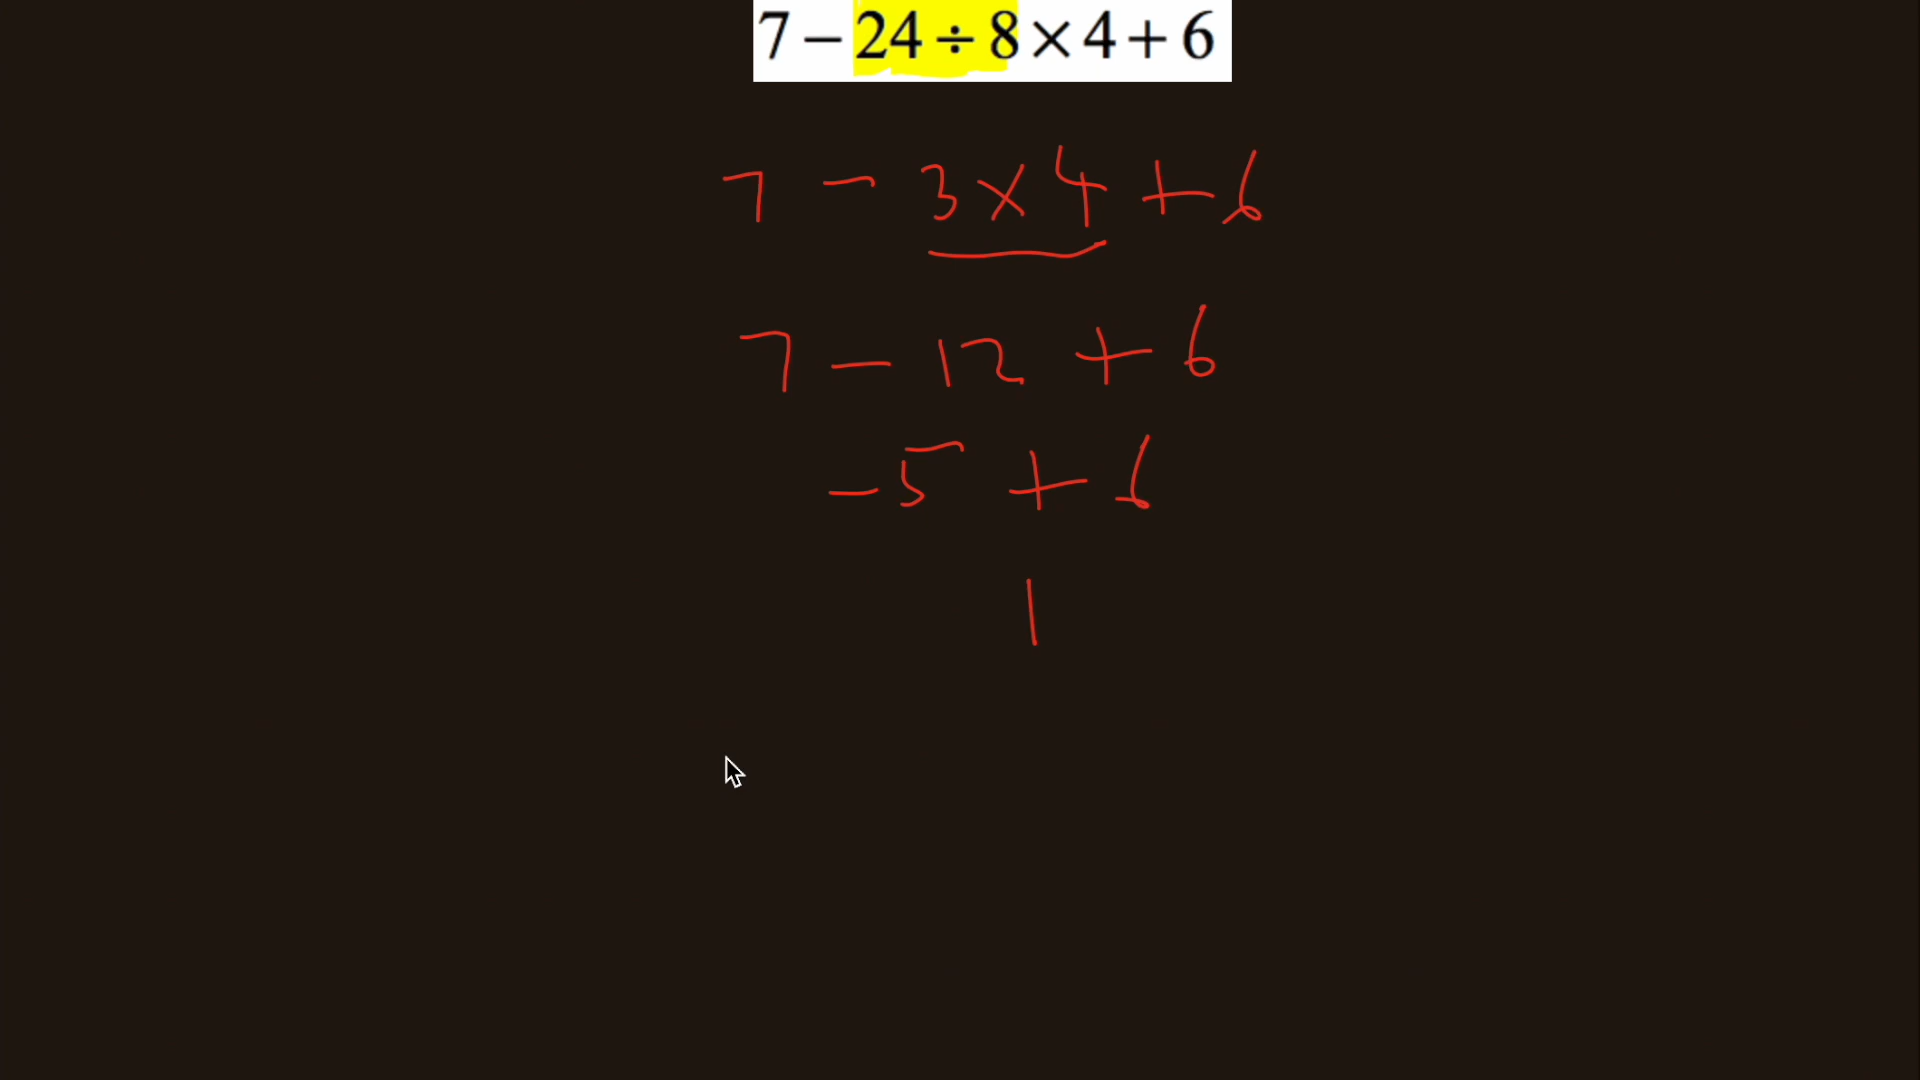 7 − 24 ÷ 8 × 4 + 6
7 − 3 × 4 + 6
7 − 12 + 6
− 5 + 6
1